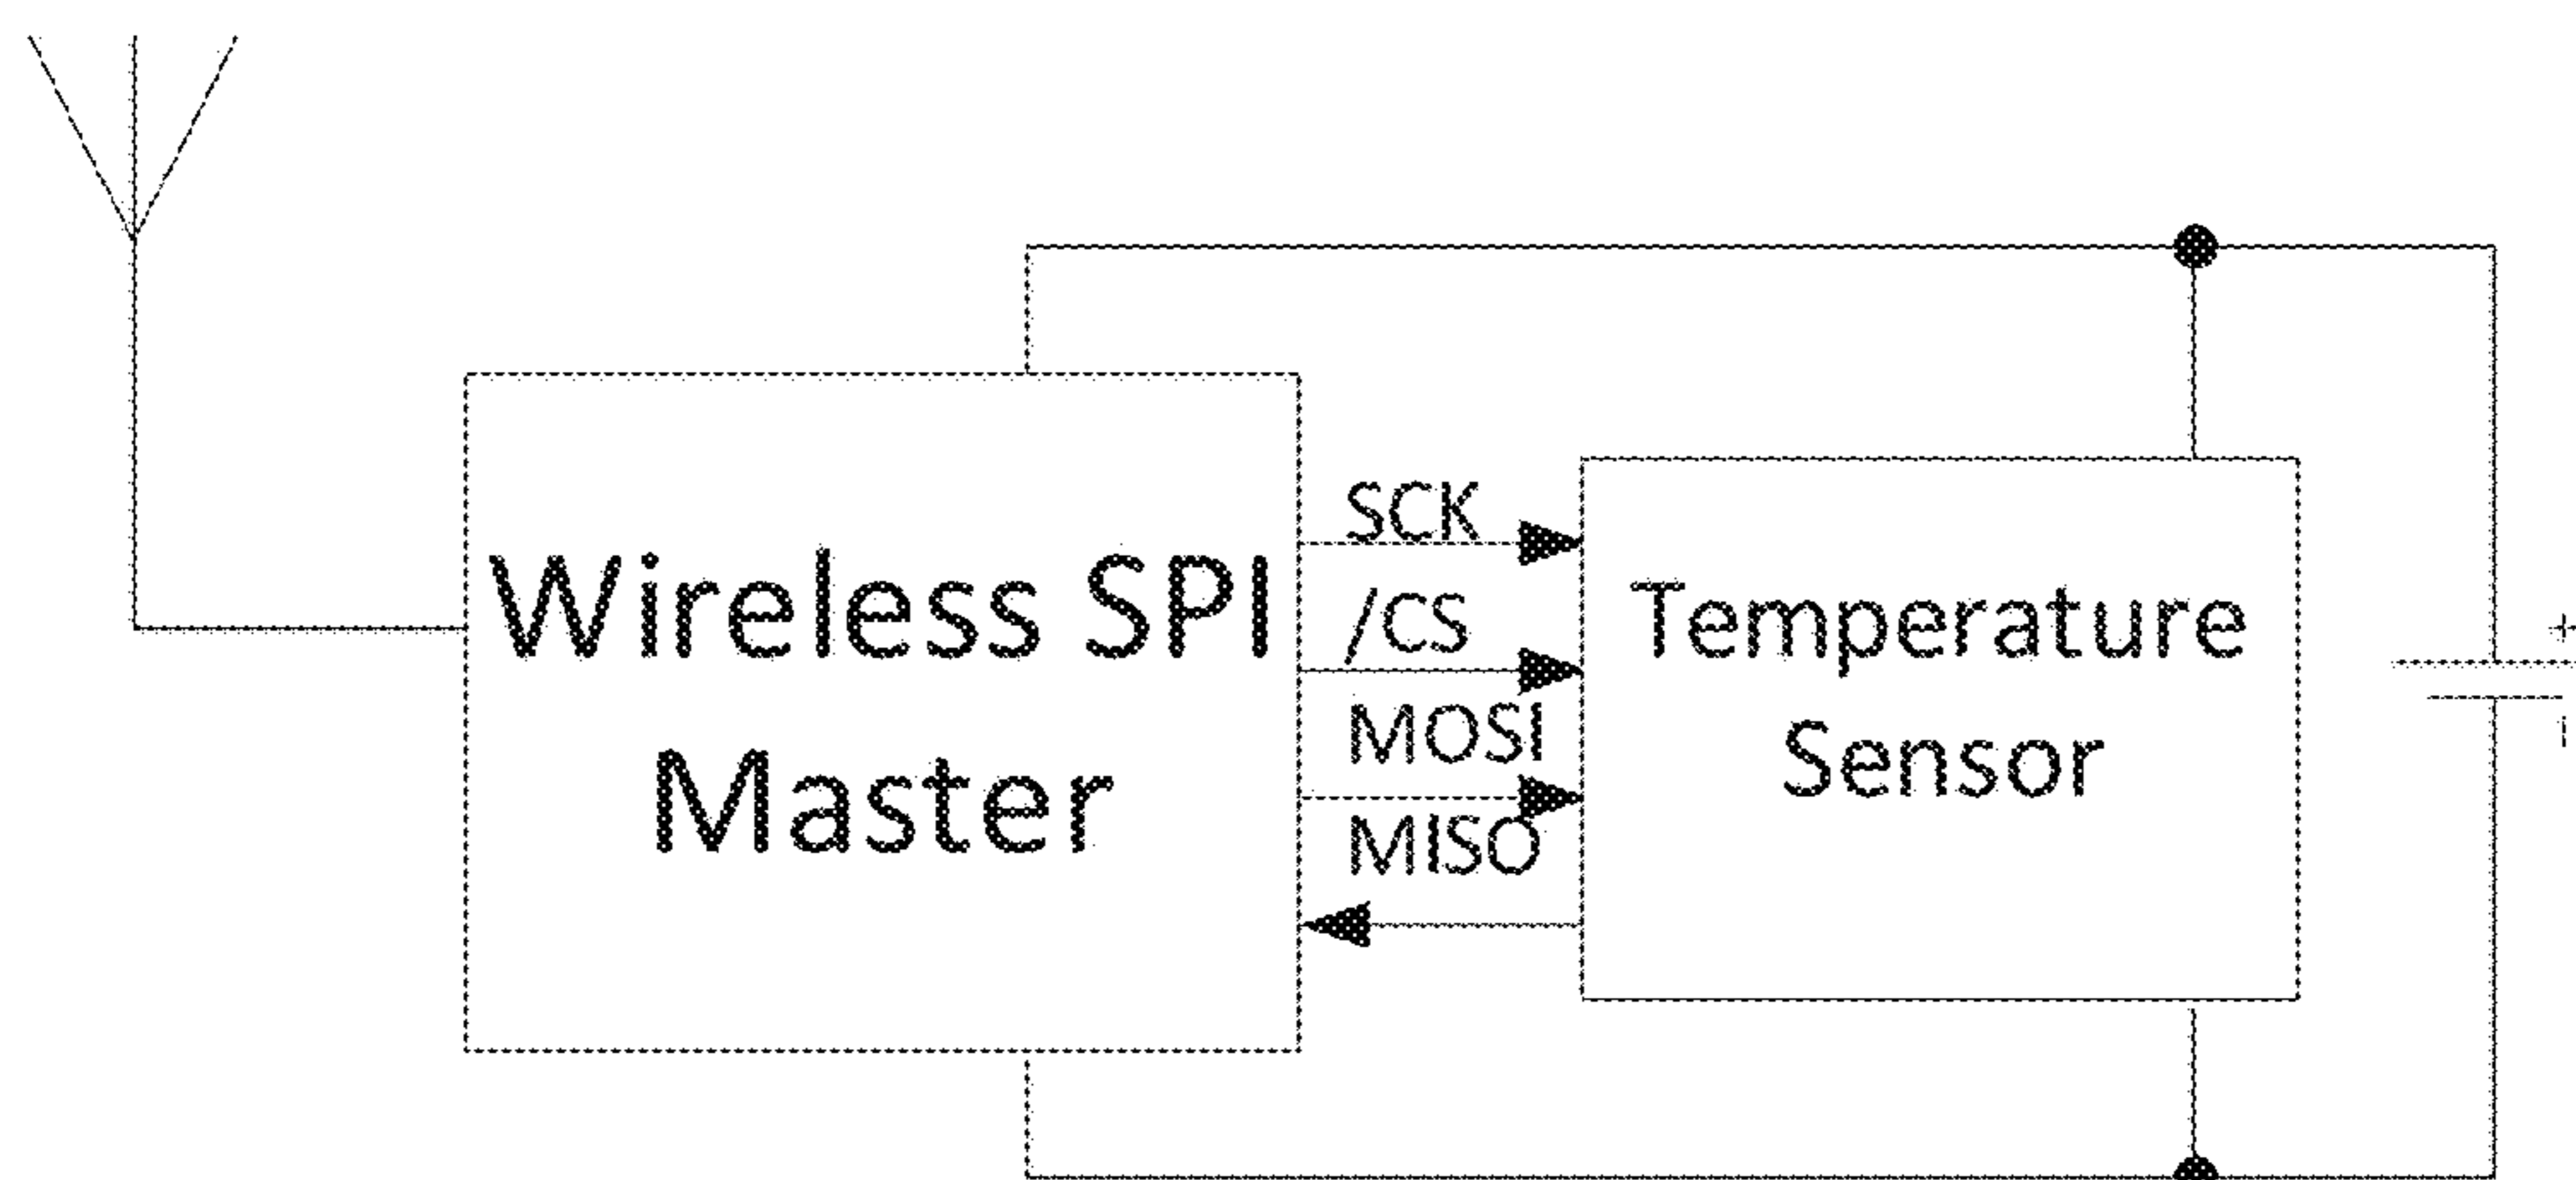 Wireless SPI
Master
SCK
/CS
MOSI
MISO
Temperature
Sensor
+